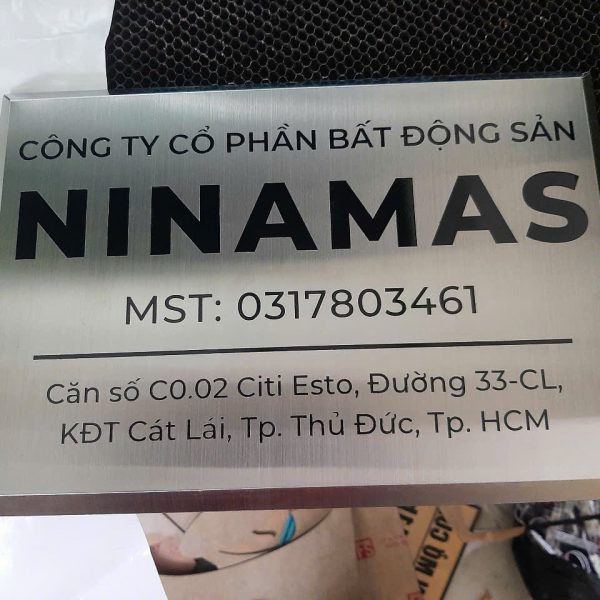 CÔNG TY CỔ PHẦN BẤT ĐỘNG SẢN
NINAMAS
MST: 0317803461
Căn số C0.02 Citi Esto, Đường 33-CL,
KĐT Cát Lái, Tp. Thủ Đức, Tp. HCM